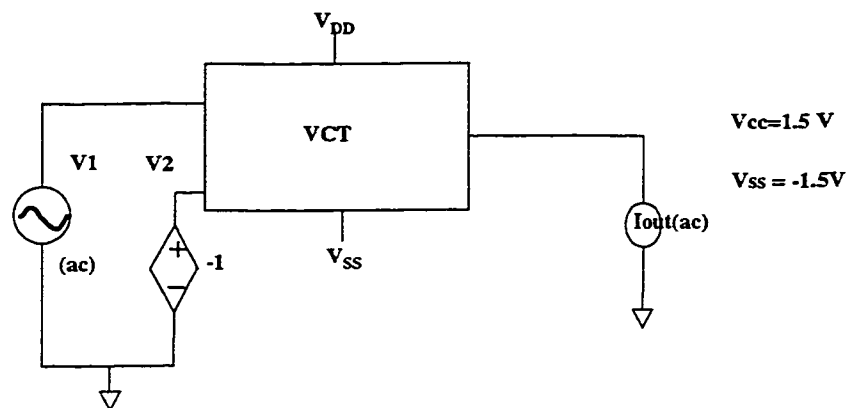 VDD
VCT
Vcc=1.5 V
V1
V2
Vss = -1.5V
Iout(ac)
VSS
(ac)
+
-1
−